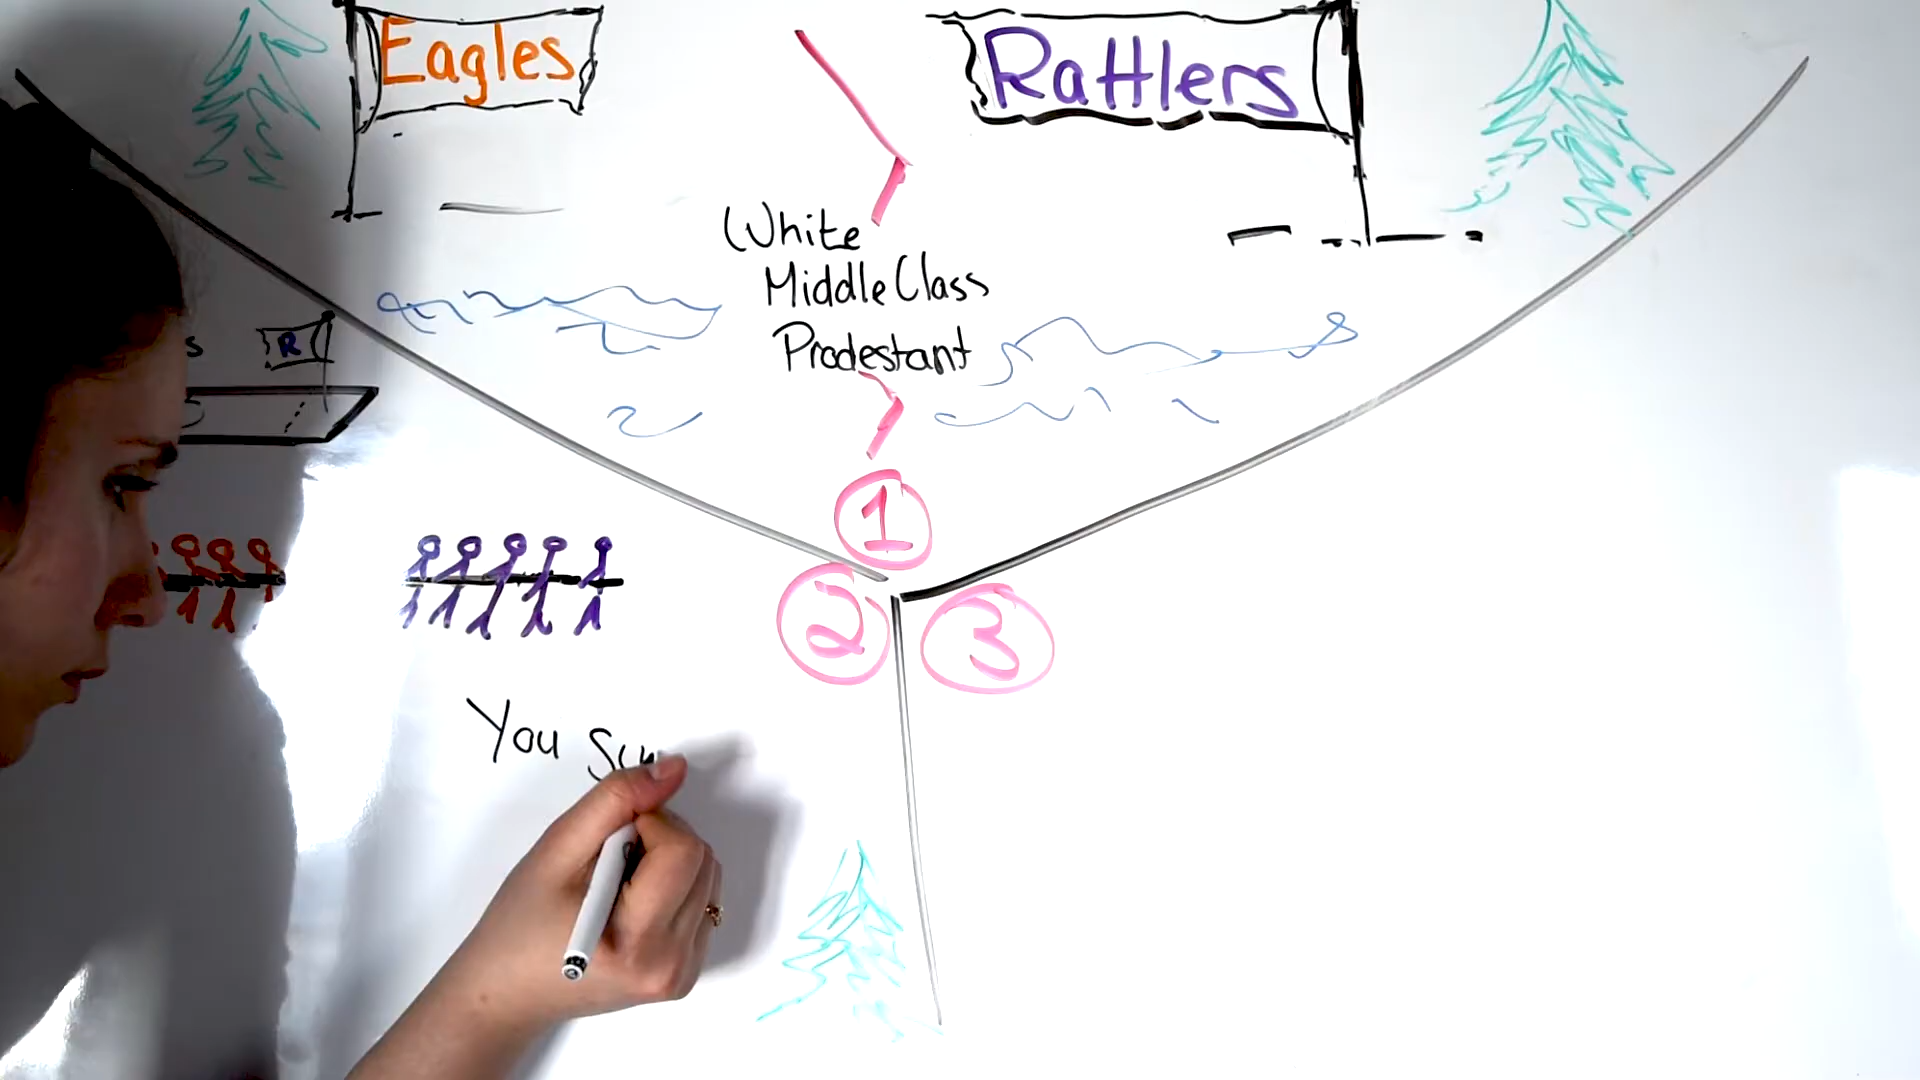 Eagles
Rattlers
White
Middle Class
Prodestant
R
1
2
3
You